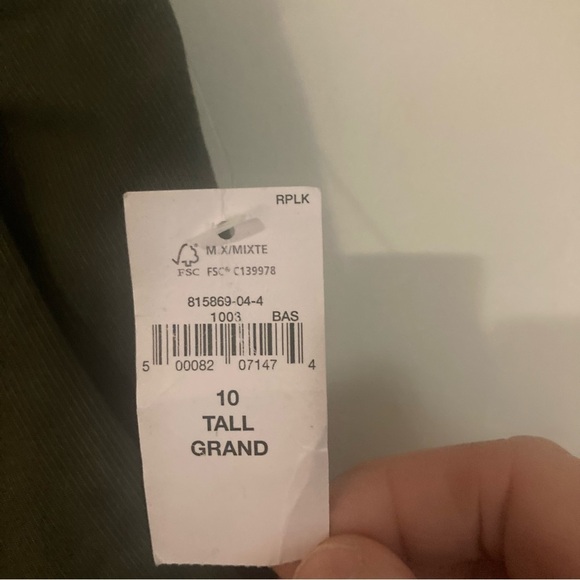 RPLK
MIX/MIXTE
FSC FSC® C139978
815869-04-4
1003 BAS
5 00082 07147 4
10
TALL
GRAND